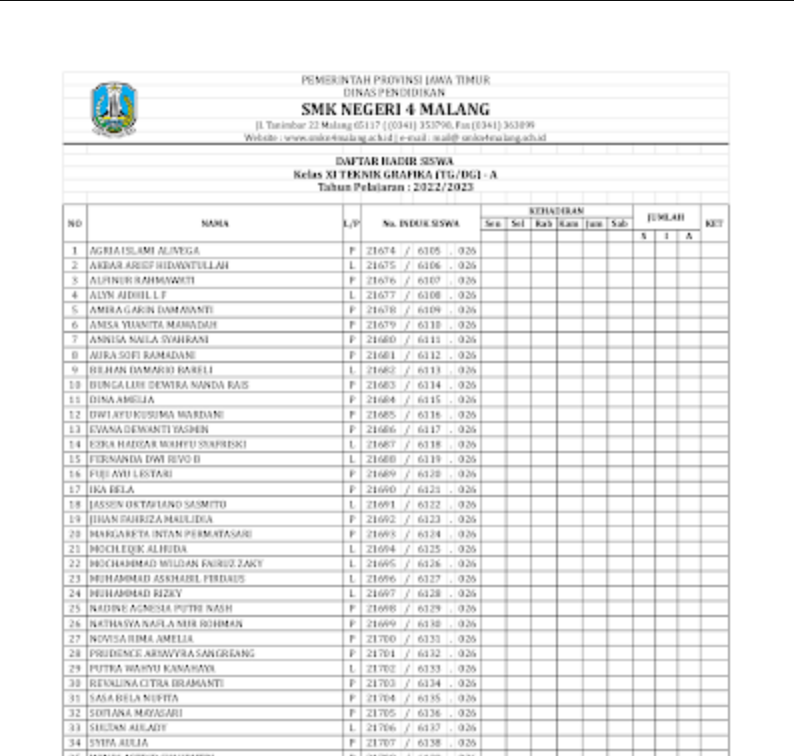 PEMERINTAH PROVINSI JAWA TIMUR
DINAS PENDIDIKAN
SMK NEGERI 4 MALANG
Jl. Tanimbar 22 Malang 65117 | (0341) 353798, Fax (0341) 363099
Website : www.smkn4malang.sch.id | e-mail : mail@ smkn4malang.sch.id
DAFTAR HADIR SISWA
Kelas XI TEKNIK GRAFIKA (TG/DG) - A
Tahun Pelajaran : 2022/2023
NO NAMA L/P No. INDUK SISWA KEHADIRAN JUMLAH KET
Sen Sel Rab Kam Jum Sab
S I A
1 AGRIA ISLAMI ALIVEGA P 21674 / 6105 . 026
2 AKBAR ARIEF HIDAYATULLAH L 21675 / 6106 . 026
3 ALFINUR RAHMAWATI P 21676 / 6107 . 026
4 ALYN AIDHIL L F L 21677 / 6108 . 026
5 AMIRA GARIN DAMAYANTI P 21678 / 6109 . 026
6 ANISA YUANITA MAWADAH P 21679 / 6110 . 026
7 ANNISA NAILA SYAHRANI P 21680 / 6111 . 026
8 AURA SOFI RAMADANI P 21681 / 6112 . 026
9 BILHAN DAMARIO BARELI L 21682 / 6113 . 026
10 BUNGA LUH DEWIRA NANDA RAIS P 21683 / 6114 . 026
11 DINA AMELIA P 21684 / 6115 . 026
12 DWI AYU KUSUMA WARDANI P 21685 / 6116 . 026
13 EVANA DEWANTI YASMIN P 21686 / 6117 . 026
14 EZRA HADZAR WAHYU SYAFRISKI L 21687 / 6118 . 026
15 FERNANDA DWI RIVO B L 21688 / 6119 . 026
16 FUJI AYU LESTARI P 21689 / 6120 . 026
17 IKA BELA P 21690 / 6121 . 026
18 JASSEN OKTAVIANO SASMITO L 21691 / 6122 . 026
19 JIHAN FAHRIZA MAULIDIA P 21692 / 6123 . 026
20 MARGARETA INTAN PERMATASARI P 21693 / 6124 . 026
21 MOCH.EQIK ALHUDA L 21694 / 6125 . 026
22 MOCHAMMAD WILDAN FAIRUZ ZAKY L 21695 / 6126 . 026
23 MUHAMMAD ASKHABIL FIRDAUS L 21696 / 6127 . 026
24 MUHAMMAD RIZKY L 21697 / 6128 . 026
25 NADINE AGNESIA PUTRI NASH P 21698 / 6129 . 026
26 NATHASYA NAFLA NUR ROHMAN P 21699 / 6130 . 026
27 NOVISA RIMA AMELIA P 21700 / 6131 . 026
28 PRUDENCE ARYAVYRA SANGREANG P 21701 / 6132 . 026
29 PUTRA WAHYU KANAHAYA L 21702 / 6133 . 026
30 REVALINA CITRA BRAMANTI P 21703 / 6134 . 026
31 SASA BELA NUFITA P 21704 / 6135 . 026
32 SOFIANA MAYASARI P 21705 / 6136 . 026
33 SULTAN AULADY L 21706 / 6137 . 026
34 SYIFA AULIA P 21707 / 6138 . 026